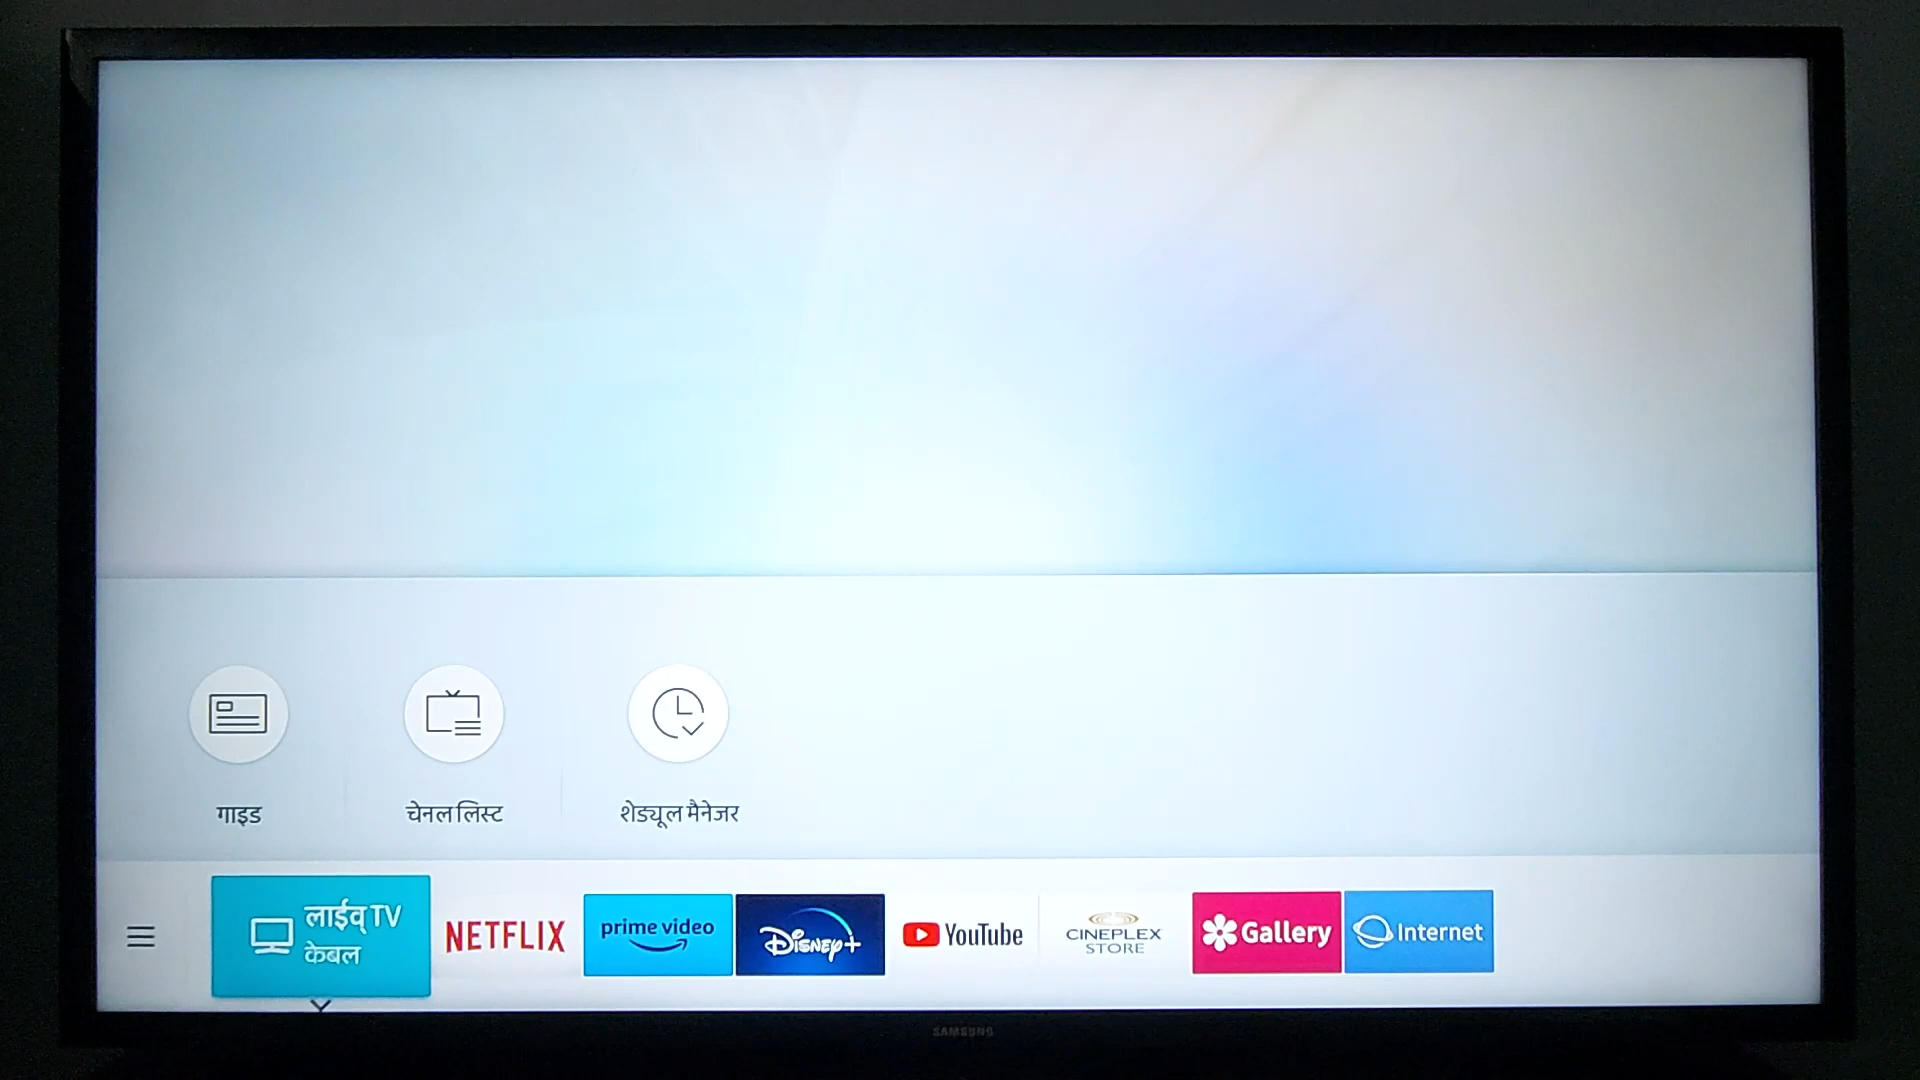 गाइड
चेनल लिस्ट
शेड्यूल मैनेजर
लाईव् TV
केबल
NETFLIX
prime video
Disney+
YouTube
CINEPLEX
STORE
Gallery
Internet
SAMSUNG